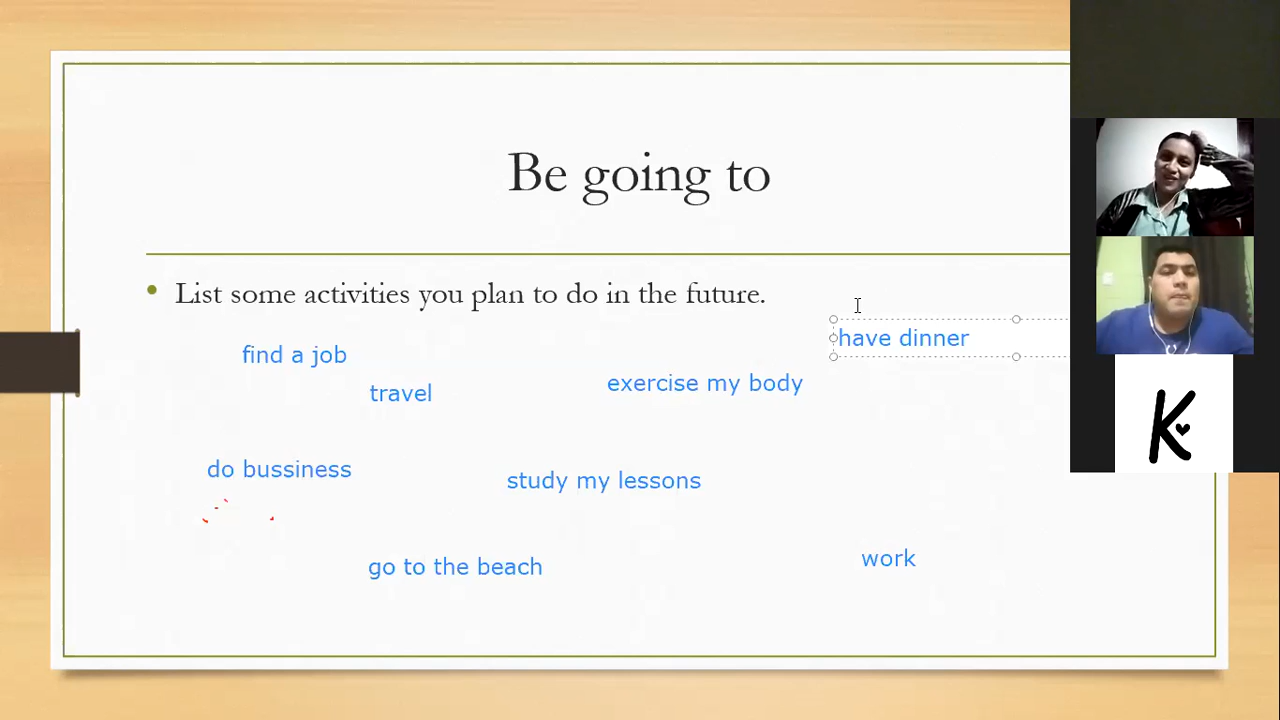 Be going to
• List some activities you plan to do in the future.
have dinner
find a job
exercise my body
travel
do bussiness
study my lessons
work
go to the beach
K